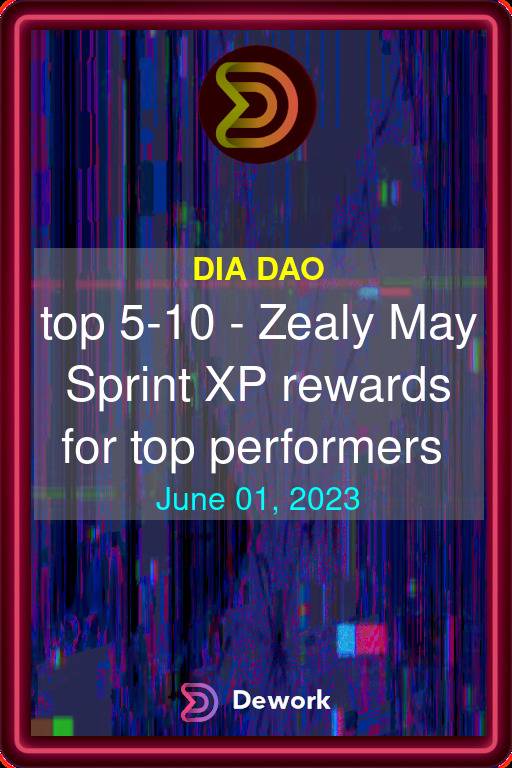 DIA DAO
top 5-10 - Zealy May
Sprint XP rewards
for top performers
June 01, 2023
Dework